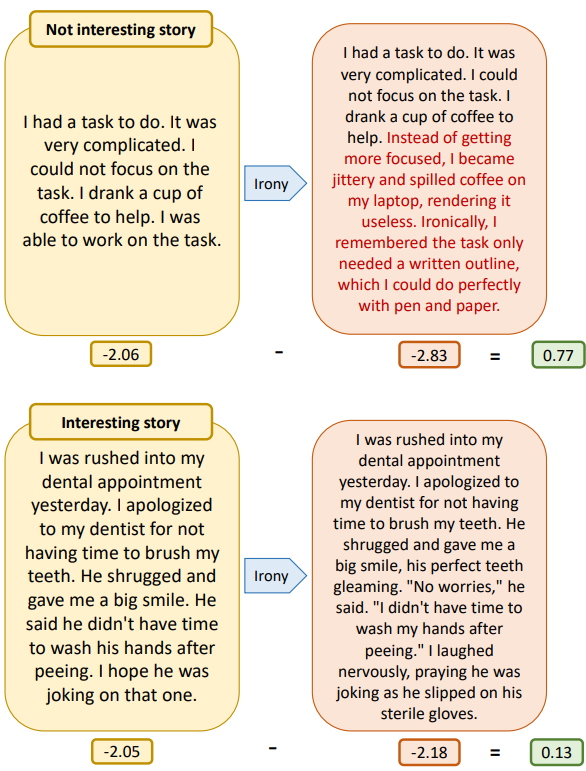 Not interesting story
I had a task to do. It was
very complicated. I
could not focus on the
task. I drank a cup of
coffee to help. I was
able to work on the task.
Irony
I had a task to do. It was
very complicated. I could
not focus on the task. I
drank a cup of coffee to
help. Instead of getting
more focused, I became
jittery and spilled coffee on
my laptop, rendering it
useless. Ironically, I
remembered the task only
needed a written outline,
which I could do perfectly
with pen and paper.
-2.06 - -2.83 = 0.77
Interesting story
I was rushed into my
dental appointment
yesterday. I apologized
to my dentist for not
having time to brush my
teeth. He shrugged and
gave me a big smile. He
said he didn't have time
to wash his hands after
peeing. I hope he was
joking on that one.
Irony
I was rushed into my
dental appointment
yesterday. I apologized to
my dentist for not having
time to brush my teeth. He
shrugged and gave me a
big smile, his perfect teeth
gleaming. "No worries," he
said. "I didn't have time to
wash my hands after
peeing." I laughed
nervously, praying he was
joking as he slipped on his
sterile gloves.
-2.05 - -2.18 = 0.13